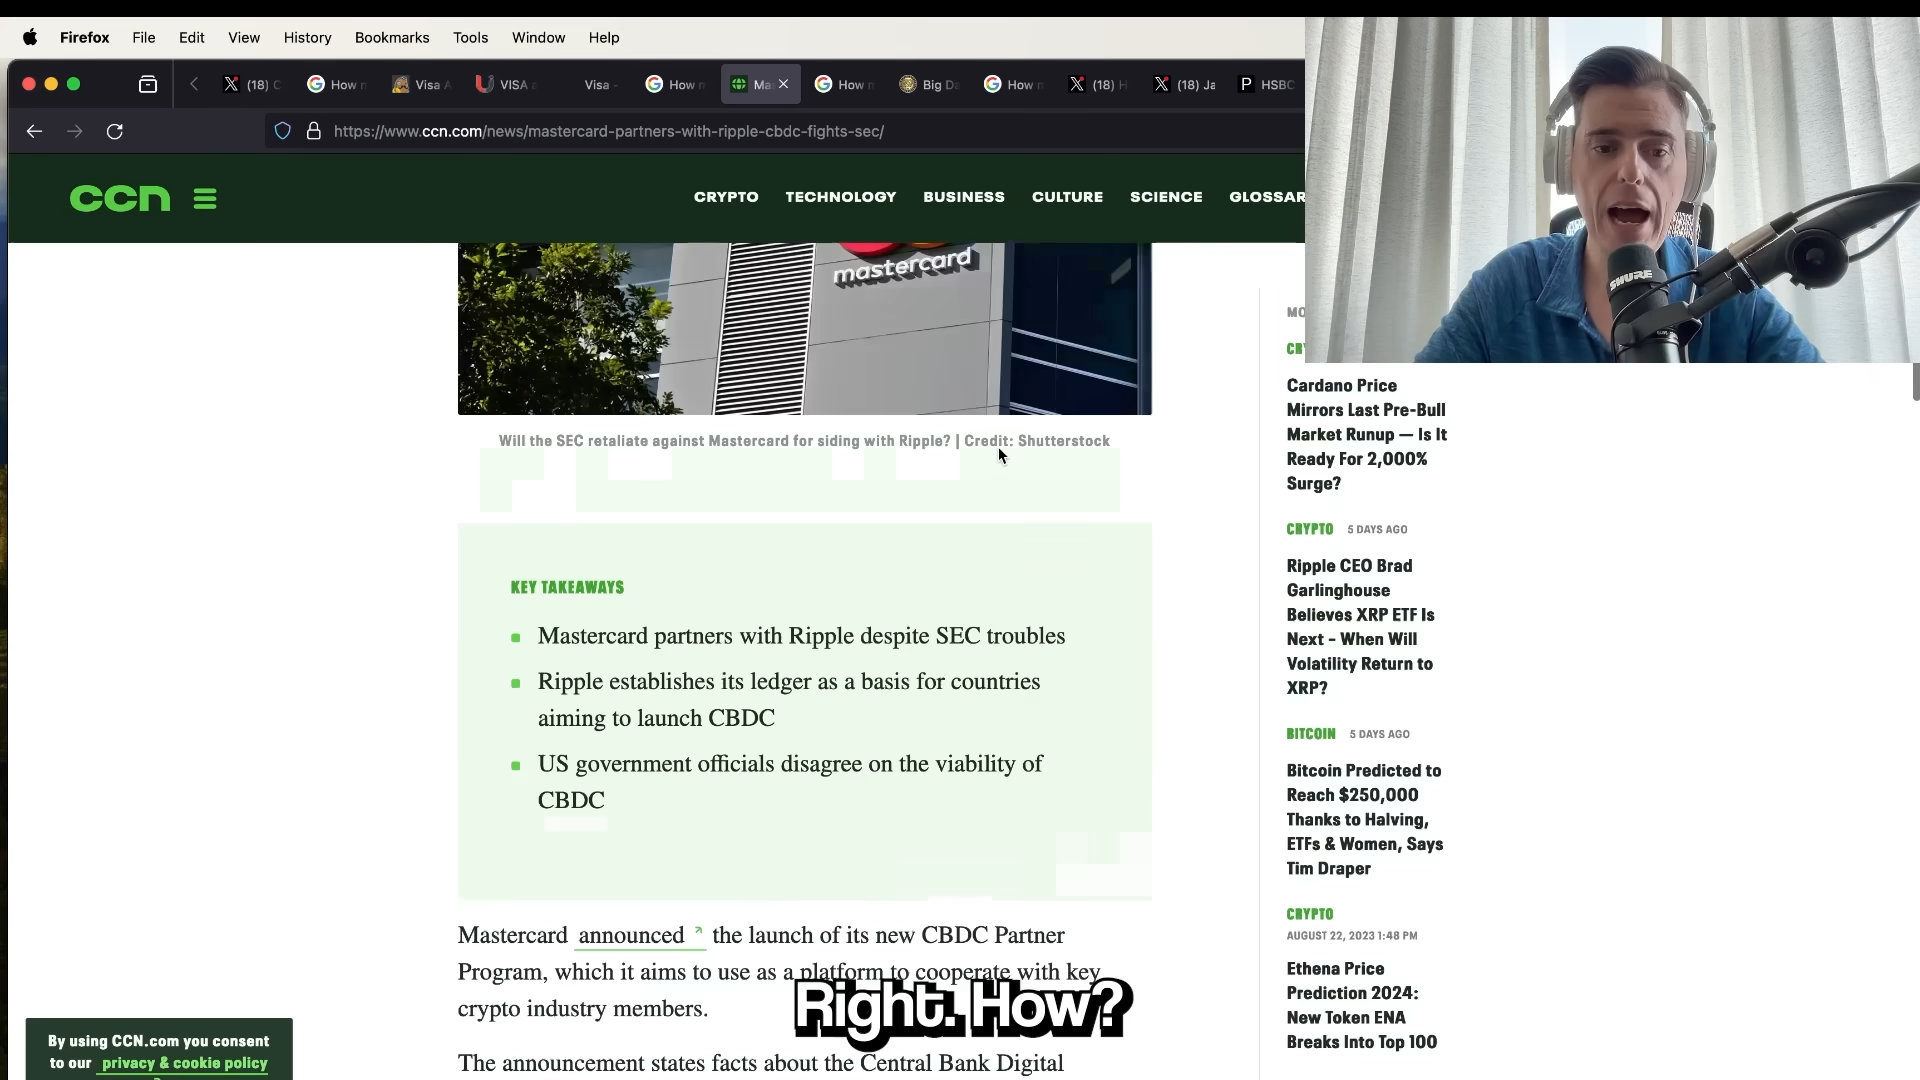 Firefox File Edit View History Bookmarks Tools Window Help
(18) C How m Visa A VISA a Visa - How m Ma How m Big D How m (18) H (18) Ja HSBC
https://www.ccn.com/news/mastercard-partners-with-ripple-cbdc-fights-sec/
ccn CRYPTO TECHNOLOGY BUSINESS CULTURE SCIENCE GLOSSAR
mastercard
SHURE
Will the SEC retaliate against Mastercard for siding with Ripple? | Credit: Shutterstock
KEY TAKEAWAYS
Mastercard partners with Ripple despite SEC troubles
Ripple establishes its ledger as a basis for countries
aiming to launch CBDC
US government officials disagree on the viability of
CBDC
Mastercard announced the launch of its new CBDC Partner
Program, which it aims to use as a platform to cooperate with key
crypto industry members.
The announcement states facts about the Central Bank Digital
Right. How?
By using CCN.com you consent
to our privacy & cookie policy
MO
CR
Cardano Price
Mirrors Last Pre-Bull
Market Runup — Is It
Ready For 2,000%
Surge?
CRYPTO 5 DAYS AGO
Ripple CEO Brad
Garlinghouse
Believes XRP ETF Is
Next - When Will
Volatility Return to
XRP?
BITCOIN 5 DAYS AGO
Bitcoin Predicted to
Reach $250,000
Thanks to Halving,
ETFs & Women, Says
Tim Draper
CRYPTO
AUGUST 22, 2023 1:48 PM
Ethena Price
Prediction 2024:
New Token ENA
Breaks Into Top 100